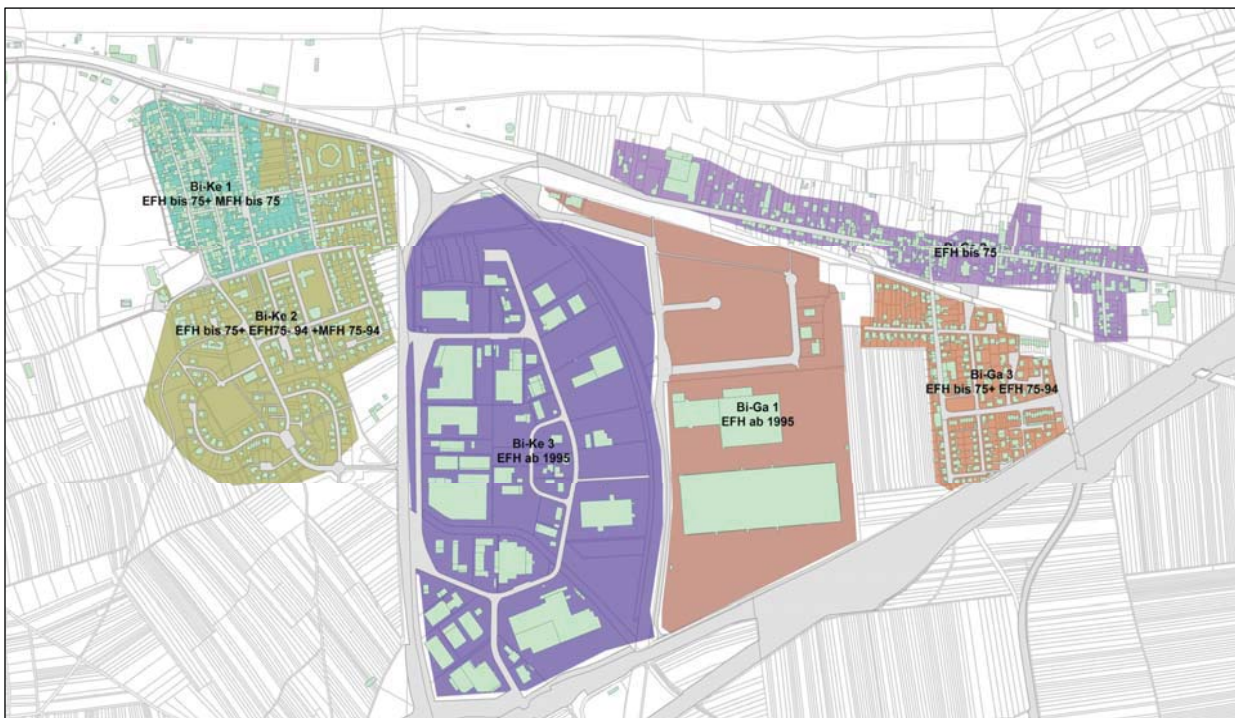 Bi-Ke 1
EFH bis 75+ MFH bis 75
EFH bis 75
Bi-Ke 2
EFH bis 75+ EFH75- 94 +MFH 75-94
Bi-Ga 3
EFH bis 75+ EFH 75-94
Bi-Ga 1
EFH ab 1995
Bi-Ke 3
EFH ab 1995